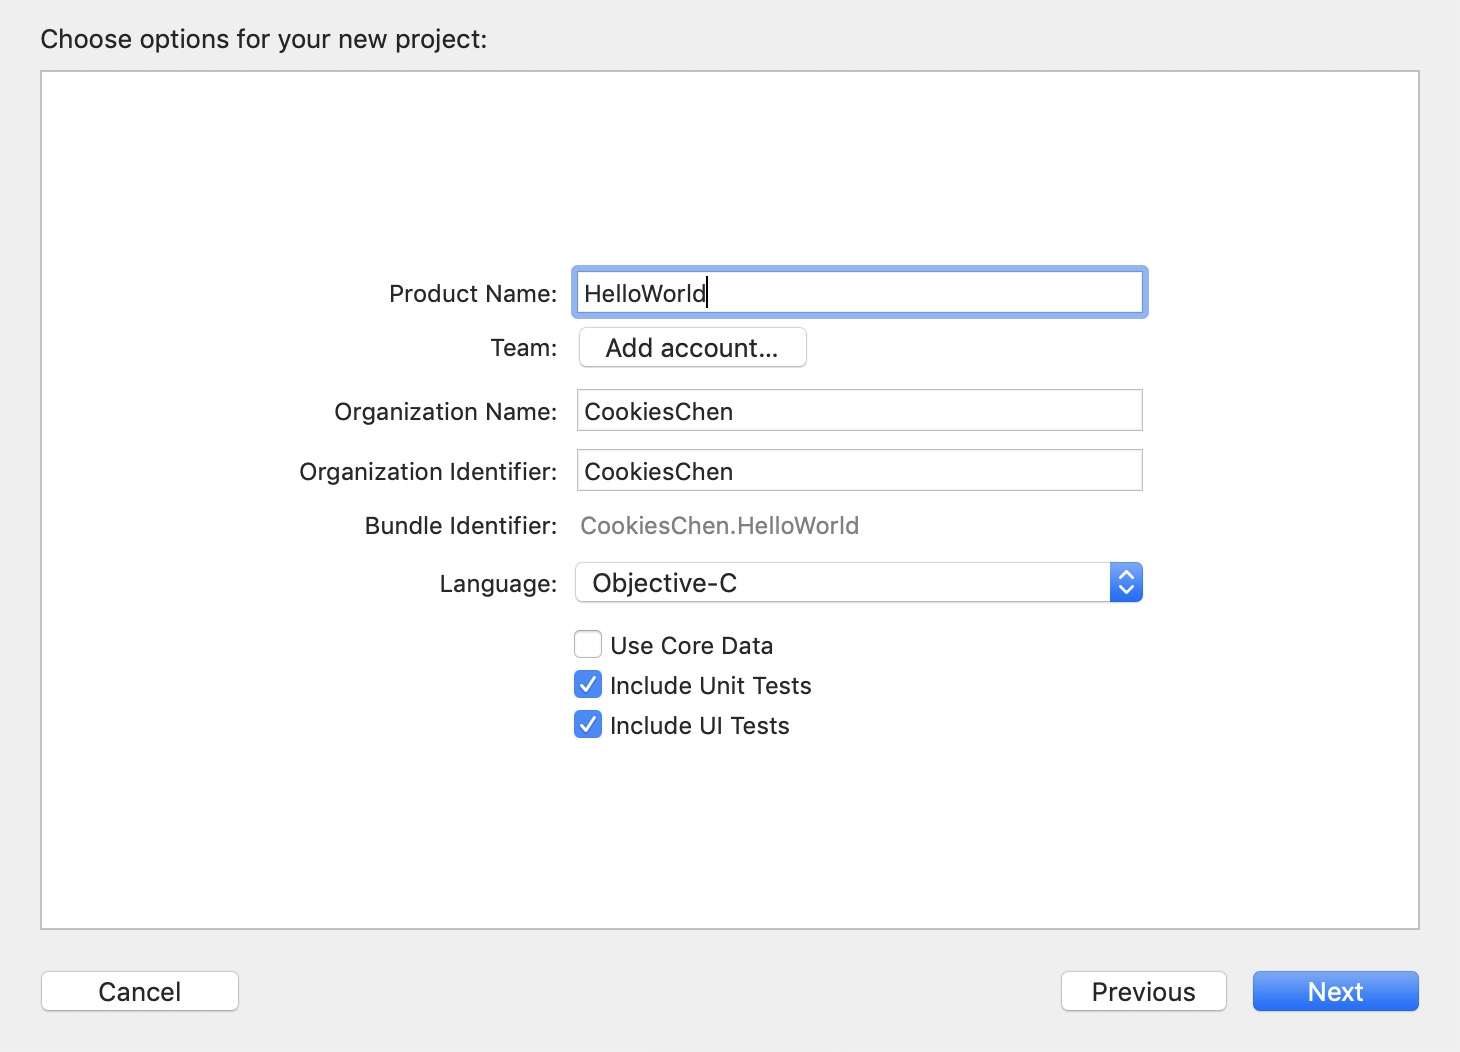 Choose options for your new project:
Product Name: HelloWorld
Team: Add account...
Organization Name: CookiesChen
Organization Identifier: CookiesChen
Bundle Identifier: CookiesChen.HelloWorld
Language: Objective-C
Use Core Data
Include Unit Tests
Include UI Tests
Cancel Previous Next